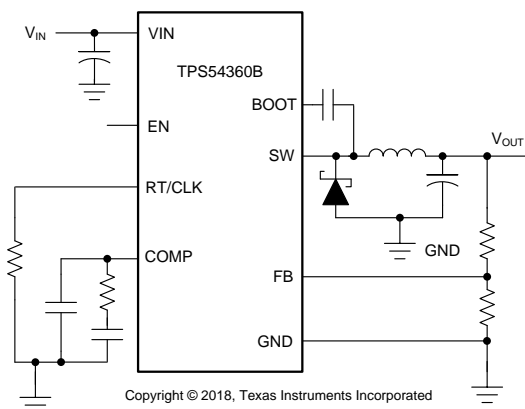 VIN
VIN
TPS54360B
BOOT
EN
SW
VOUT
RT/CLK
GND
COMP
FB
GND
Copyright © 2018, Texas Instruments Incorporated